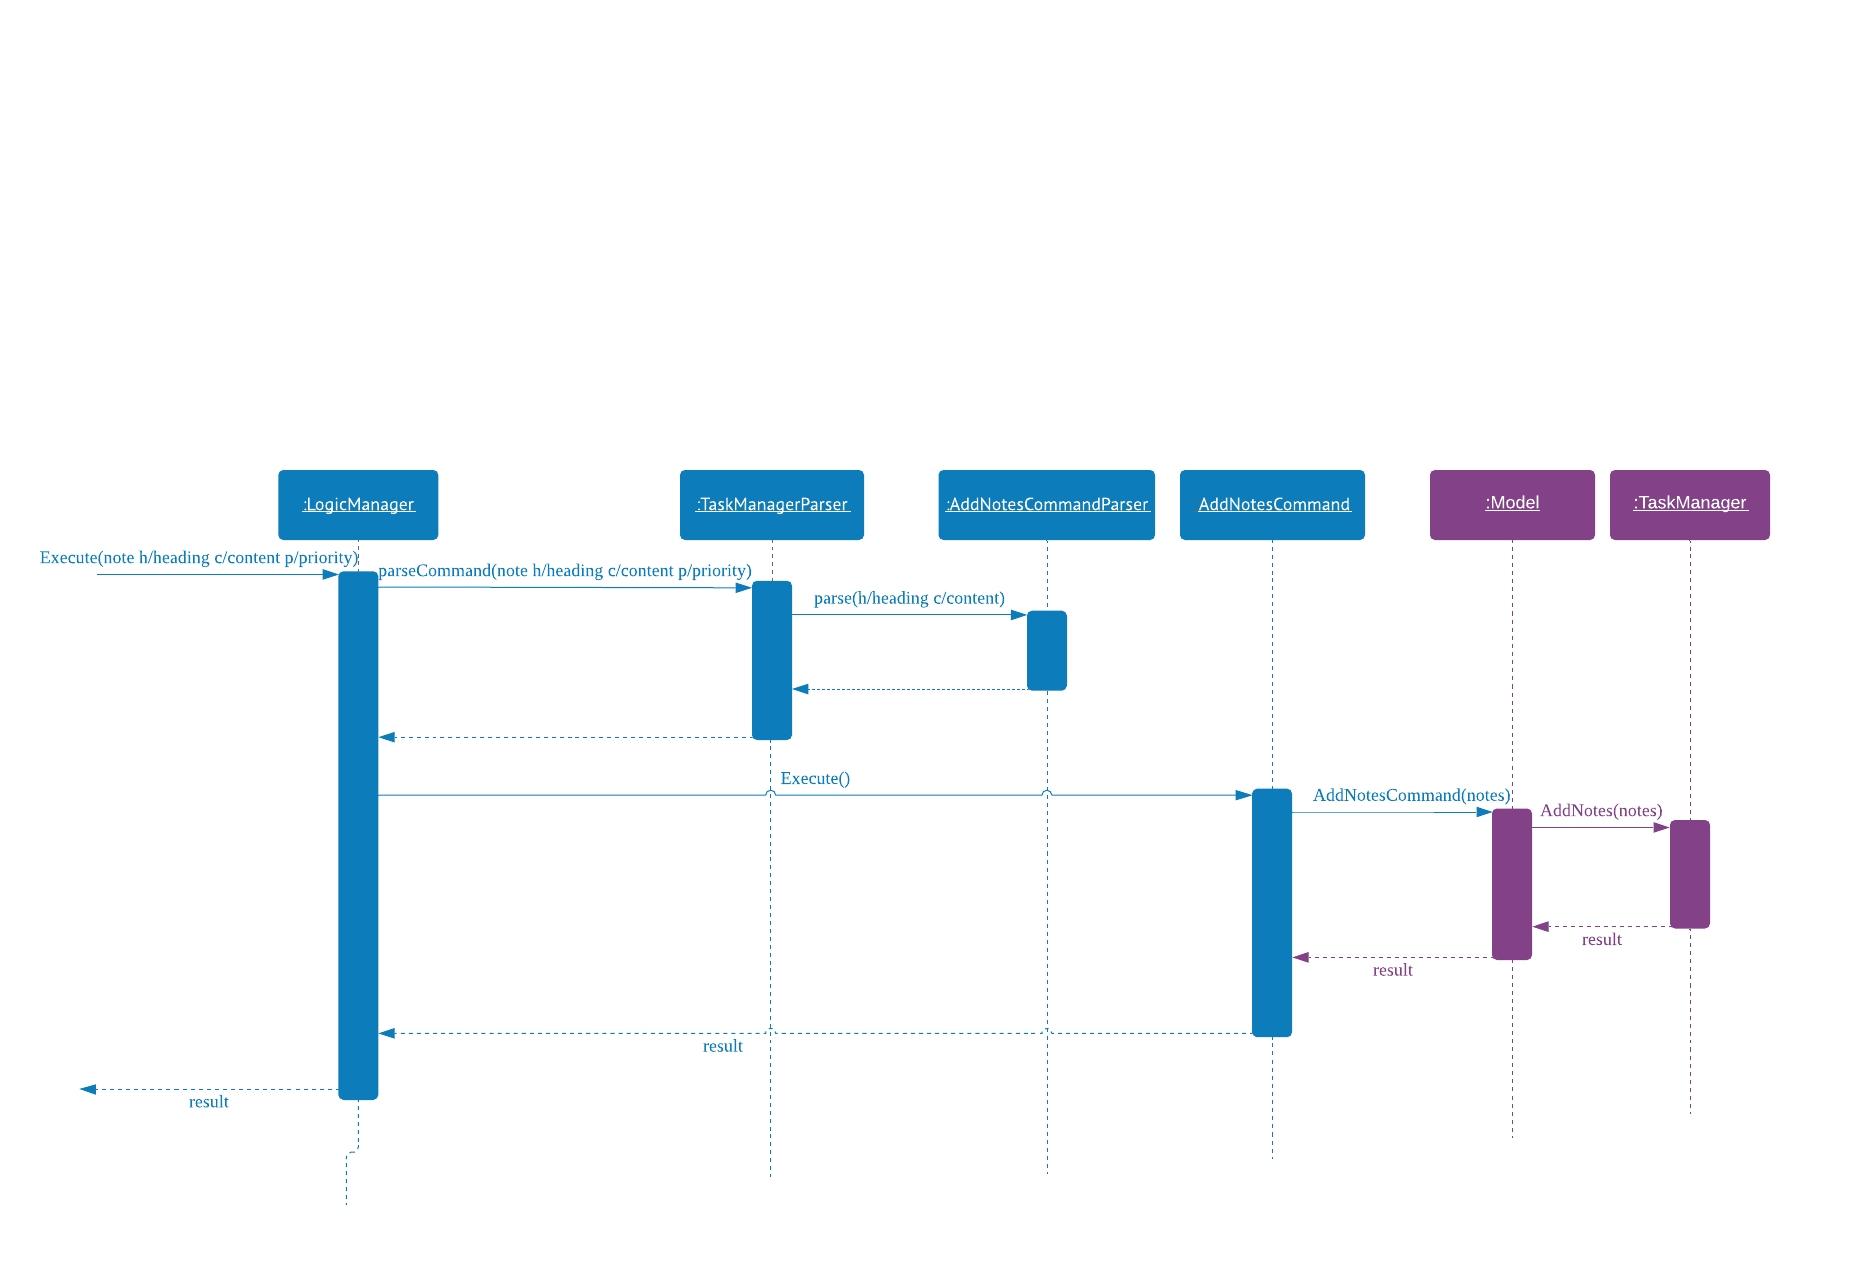 :LogicManager
:TaskManagerParser
:AddNotesCommandParser
AddNotesCommand
:Model
:TaskManager
Execute(note h/heading c/content p/priority)
parseCommand(note h/heading c/content p/priority)
parse(h/heading c/content)
Execute()
AddNotesCommand(notes)
AddNotes(notes)
result
result
result
result